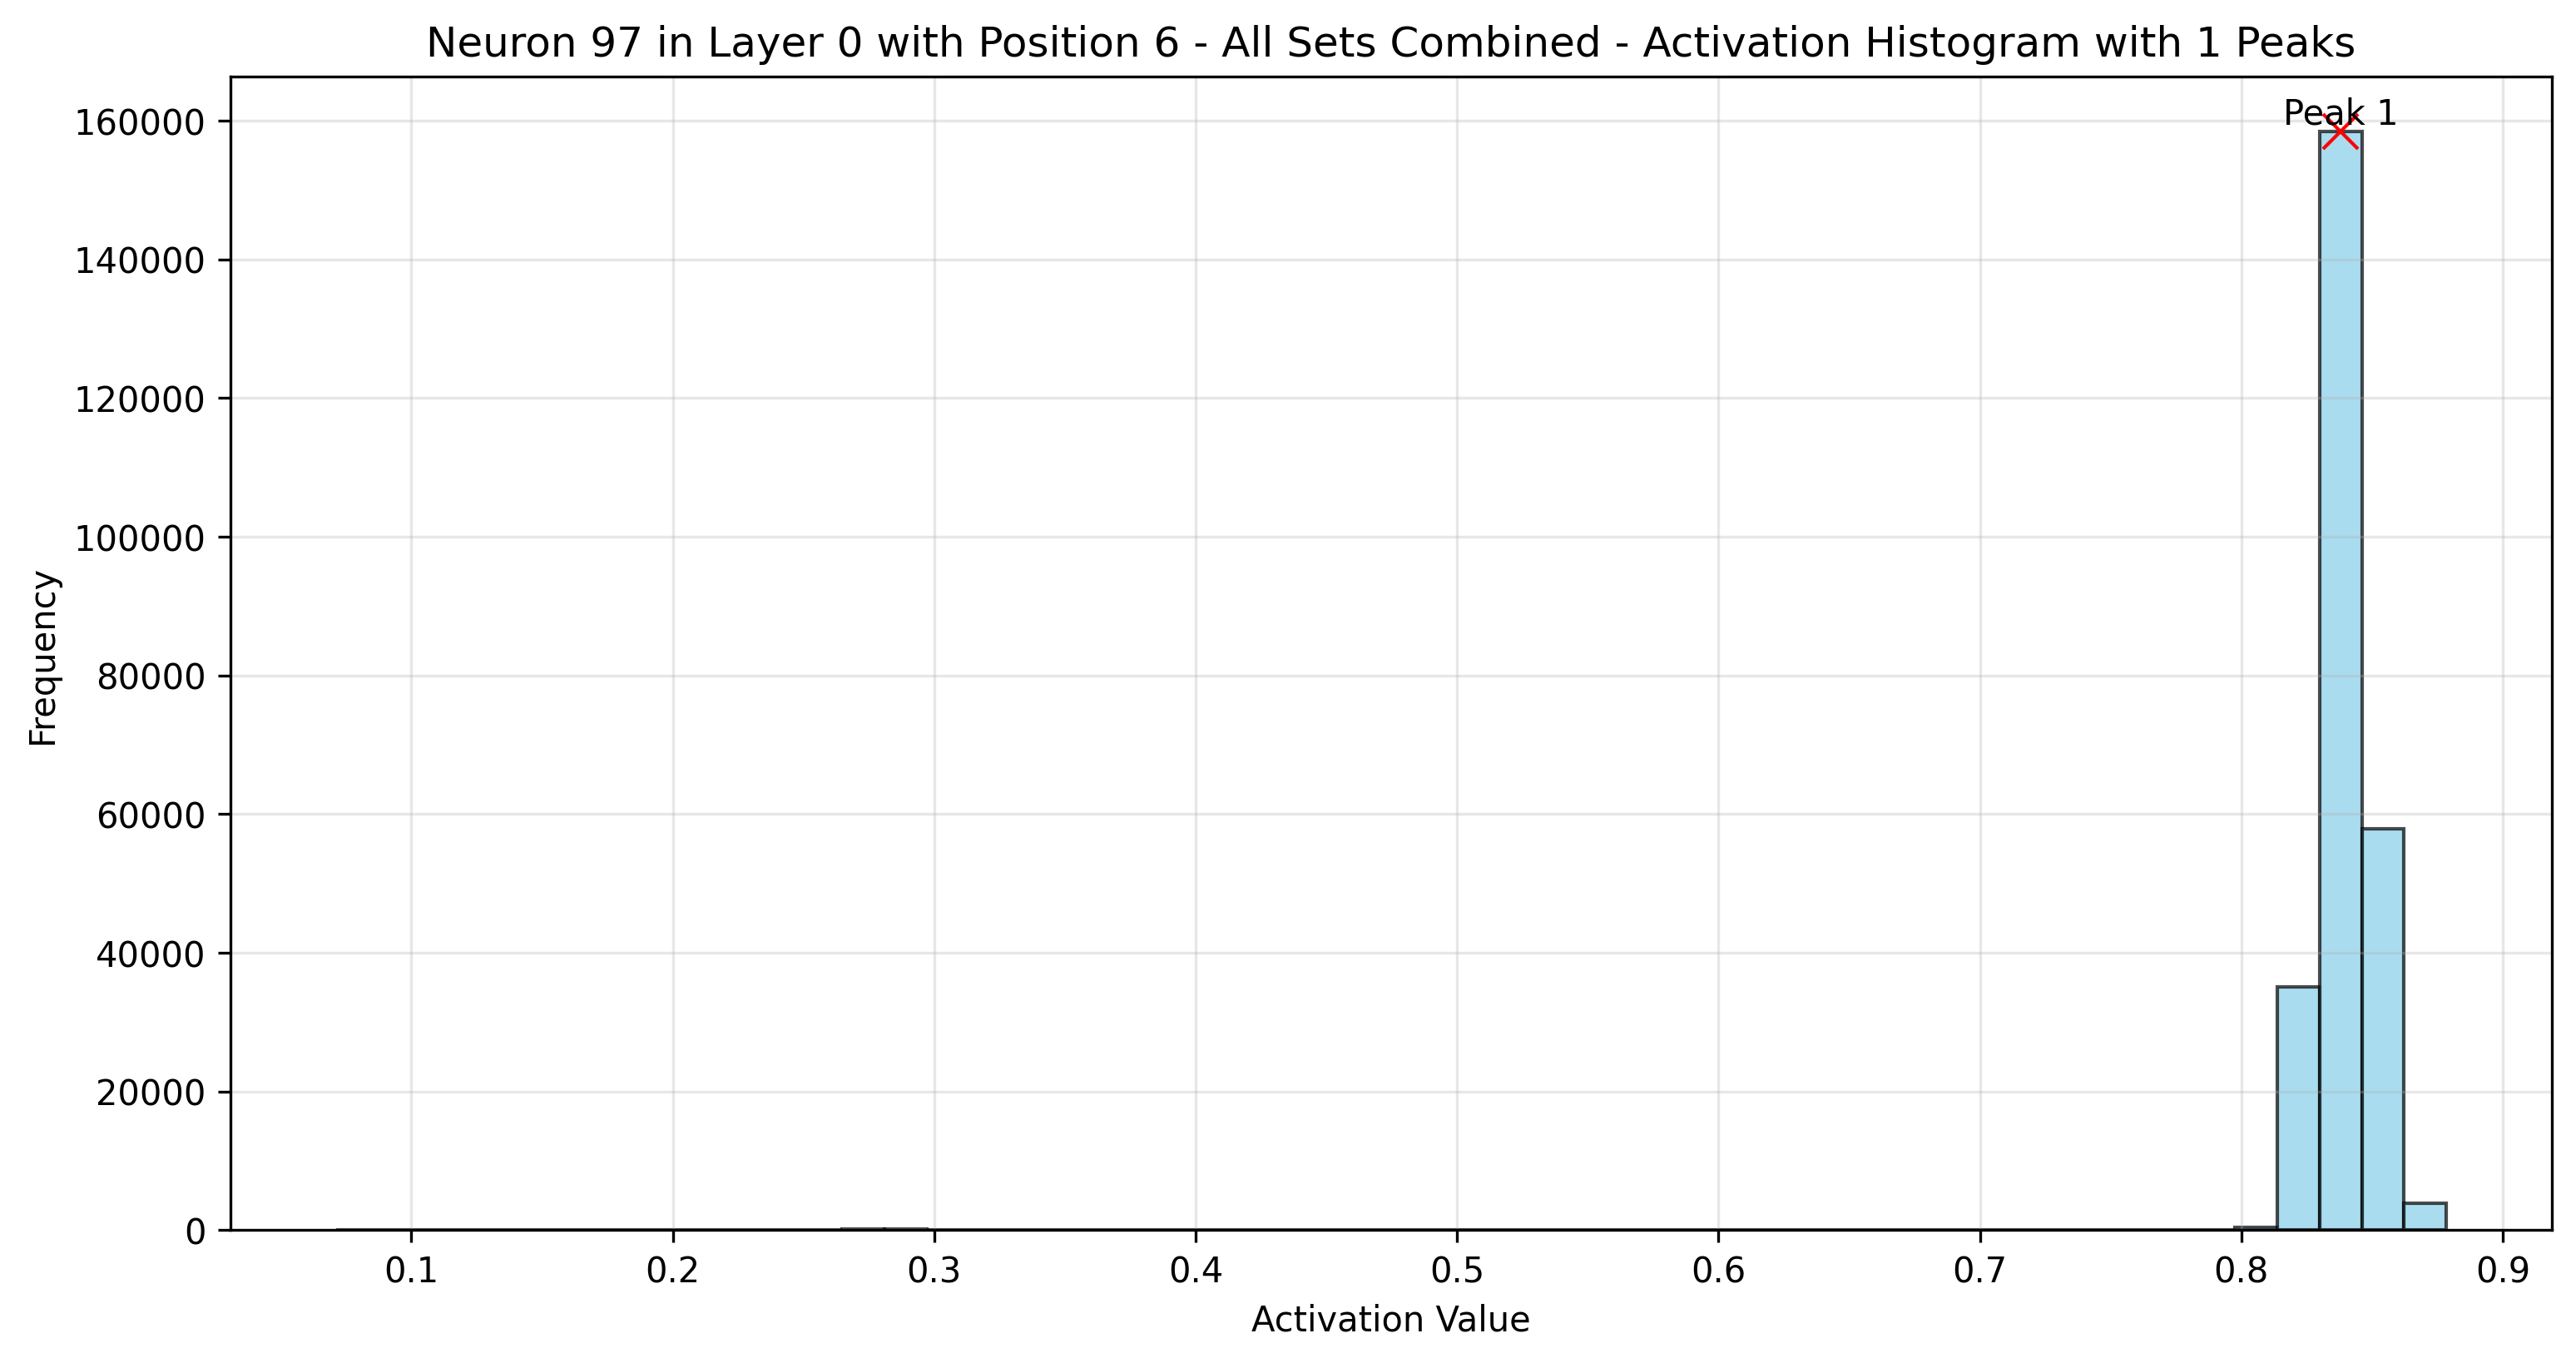 Neuron 97 in Layer 0 with Position 6 - All Sets Combined - Activation Histogram with 1 Peaks
Peak 1
160000
140000
120000
100000
80000
60000
40000
20000
0
Frequency
0.1 0.2 0.3 0.4 0.5 0.6 0.7 0.8 0.9
Activation Value